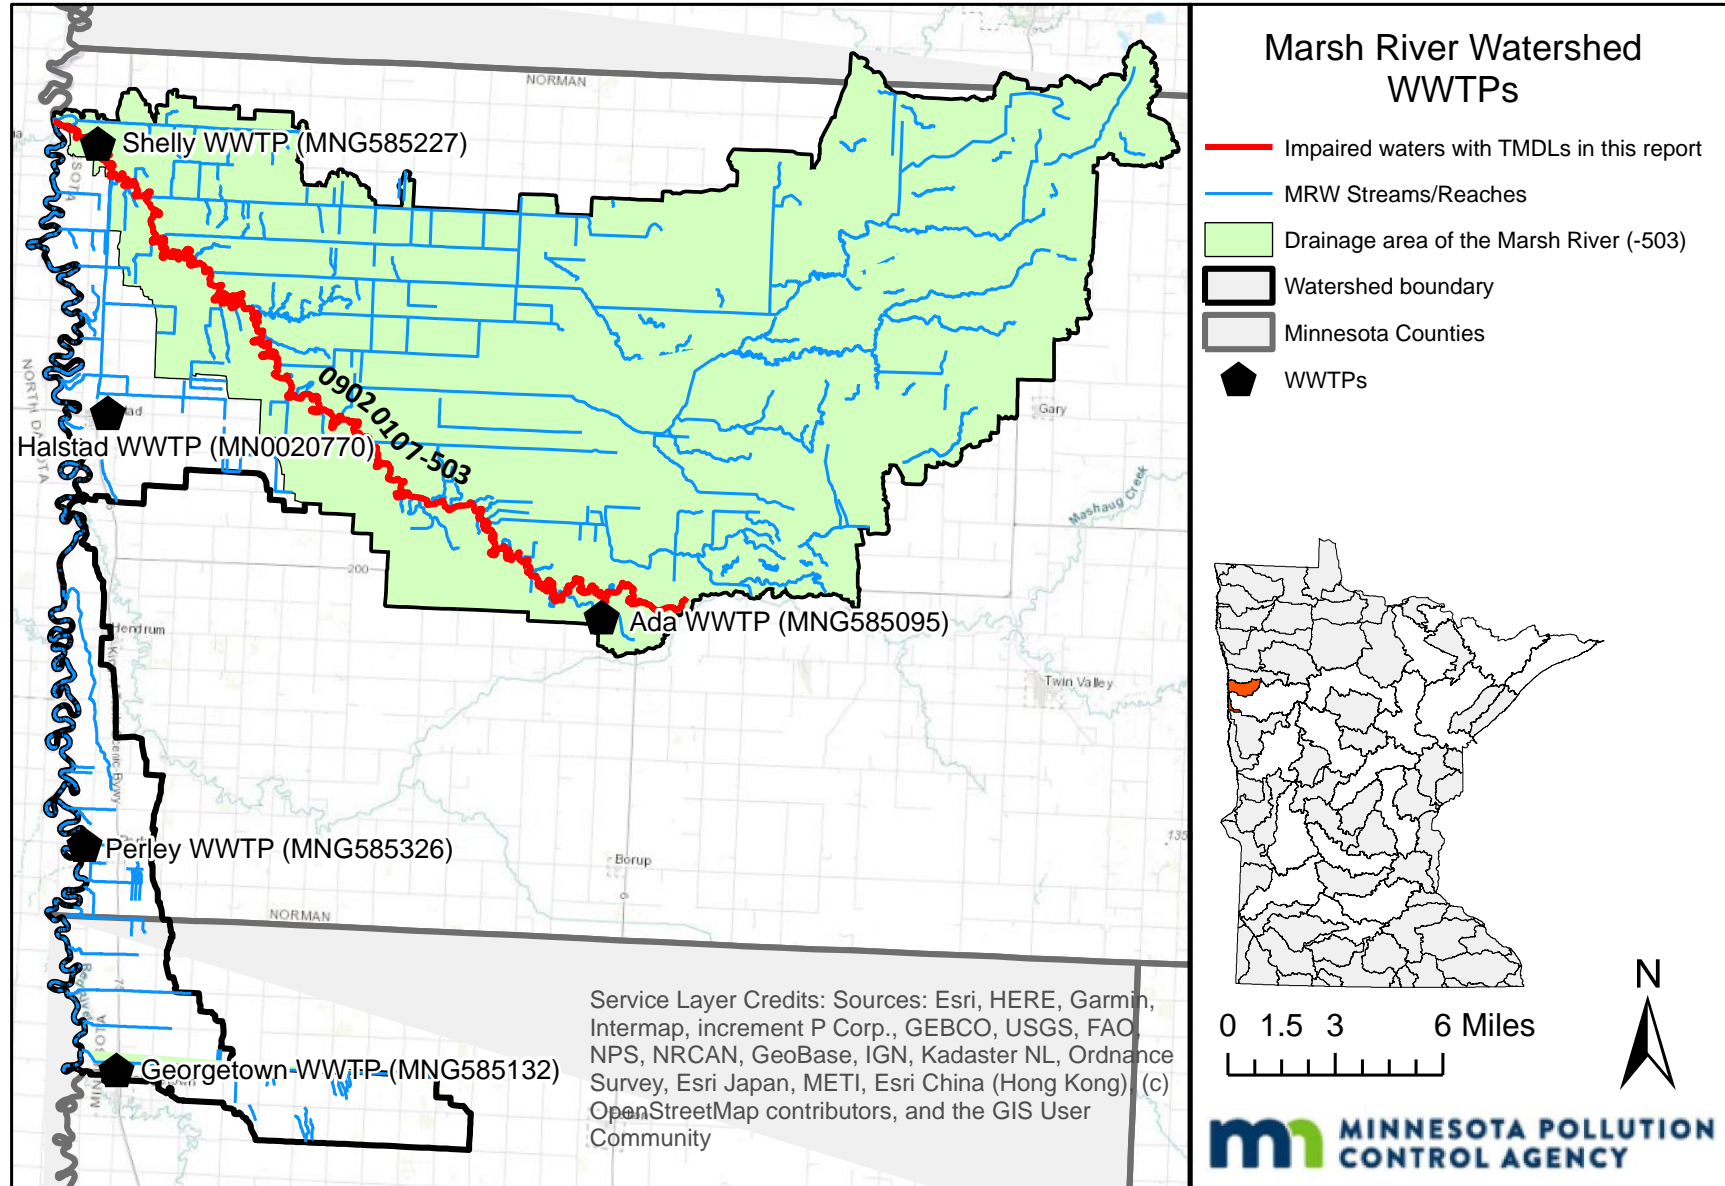 Marsh River Watershed
WWTPs
Impaired waters with TMDLs in this report
MRW Streams/Reaches
Drainage area of the Marsh River (-503)
Watershed boundary
Minnesota Counties
WWTPs
NORMAN
Shelly WWTP (MNG585227)
NORTH DAKOTA
Halstad WWTP (MN0020770)
09020107-503
Gary
Mashaug Creek
200
Ada WWTP (MNG585095)
Hendrum
Twin Valley
Perley WWTP (MNG585326)
Borup
135
NORMAN
Georgetown WWTP (MNG585132)
Service Layer Credits: Sources: Esri, HERE, Garmin,
Intermap, increment P Corp., GEBCO, USGS, FAO,
NPS, NRCAN, GeoBase, IGN, Kadaster NL, Ordnance
Survey, Esri Japan, METI, Esri China (Hong Kong), (c)
OpenStreetMap contributors, and the GIS User
Community
N
0 1.5 3 6 Miles
MINNESOTA POLLUTION
CONTROL AGENCY